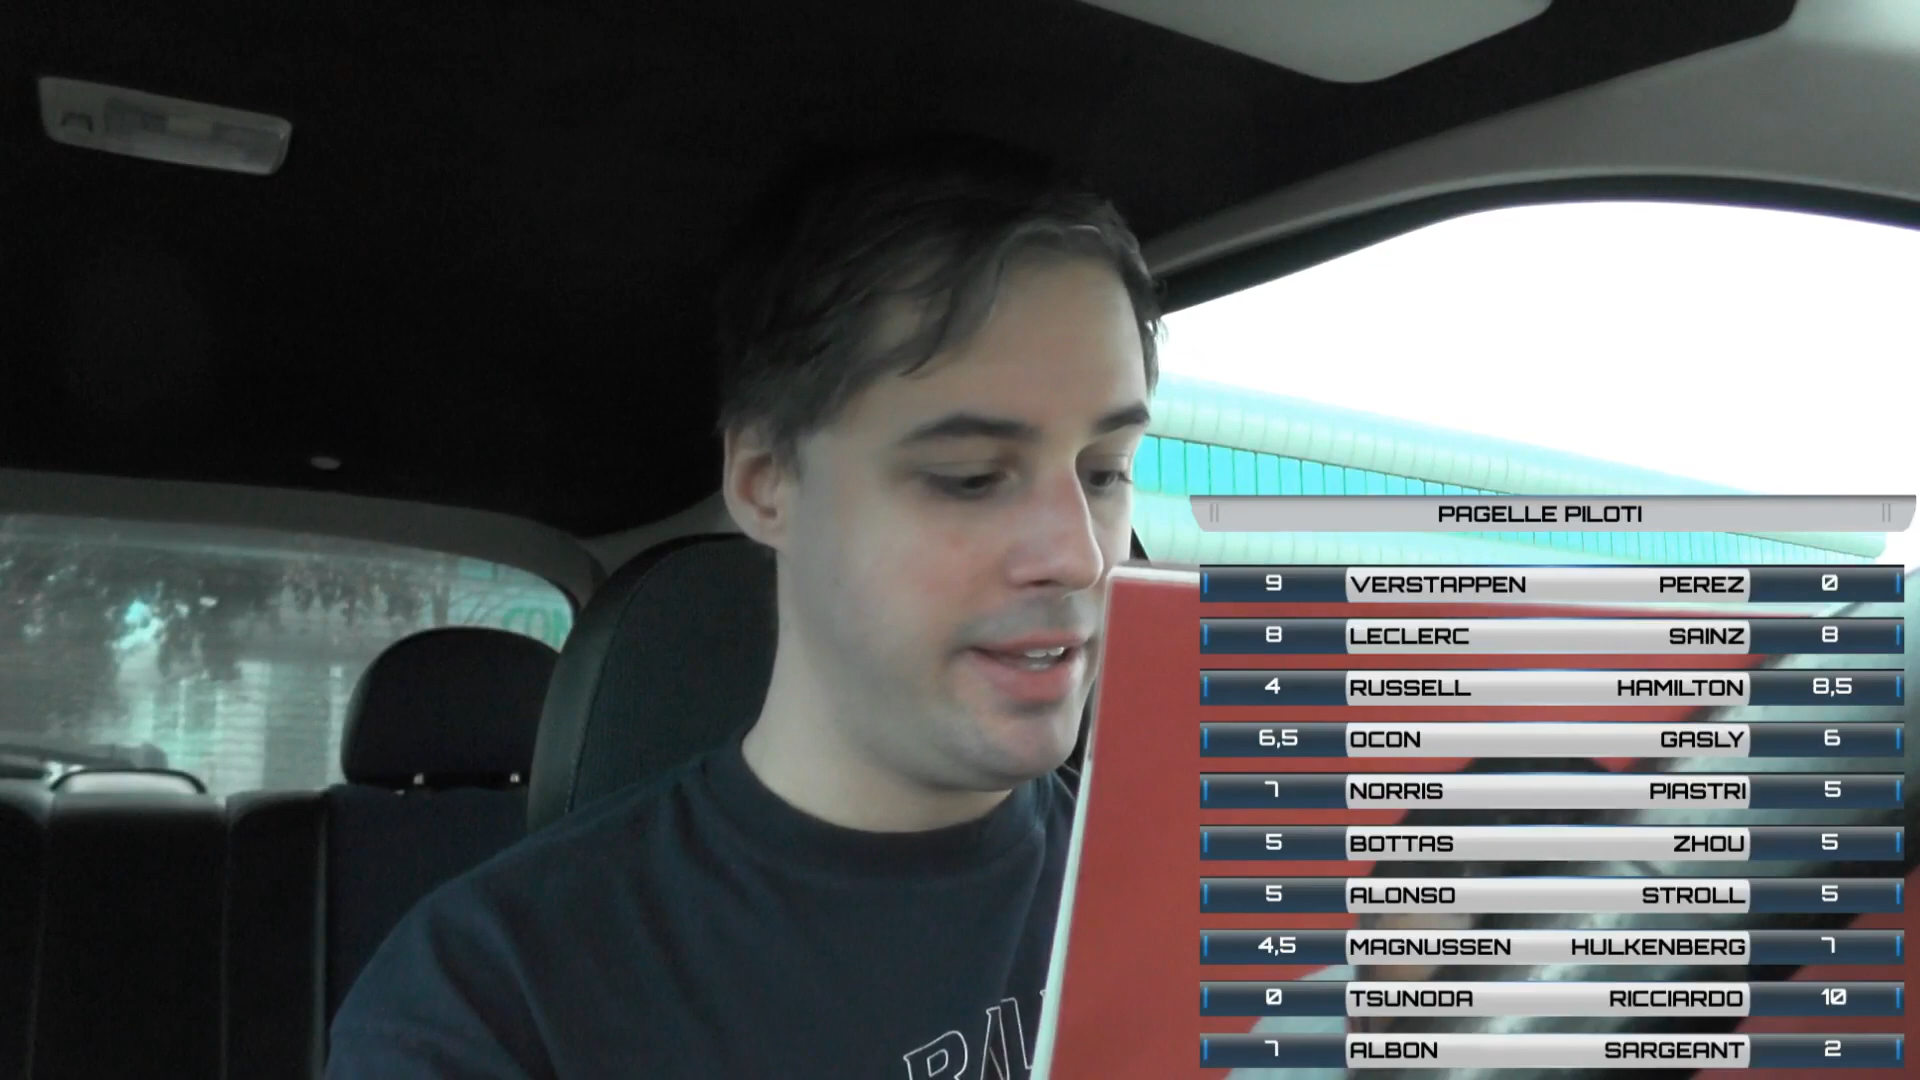 PAGELLE PILOTI
9 VERSTAPPEN PEREZ 0
8 LECLERC SAINZ 8
4 RUSSELL HAMILTON 8,5
6,5 OCON GASLY 6
7 NORRIS PIASTRI 5
5 BOTTAS ZHOU 5
5 ALONSO STROLL 5
4,5 MAGNUSSEN HULKENBERG 7
0 TSUNODA RICCIARDO 10
7 ALBON SARGEANT 2